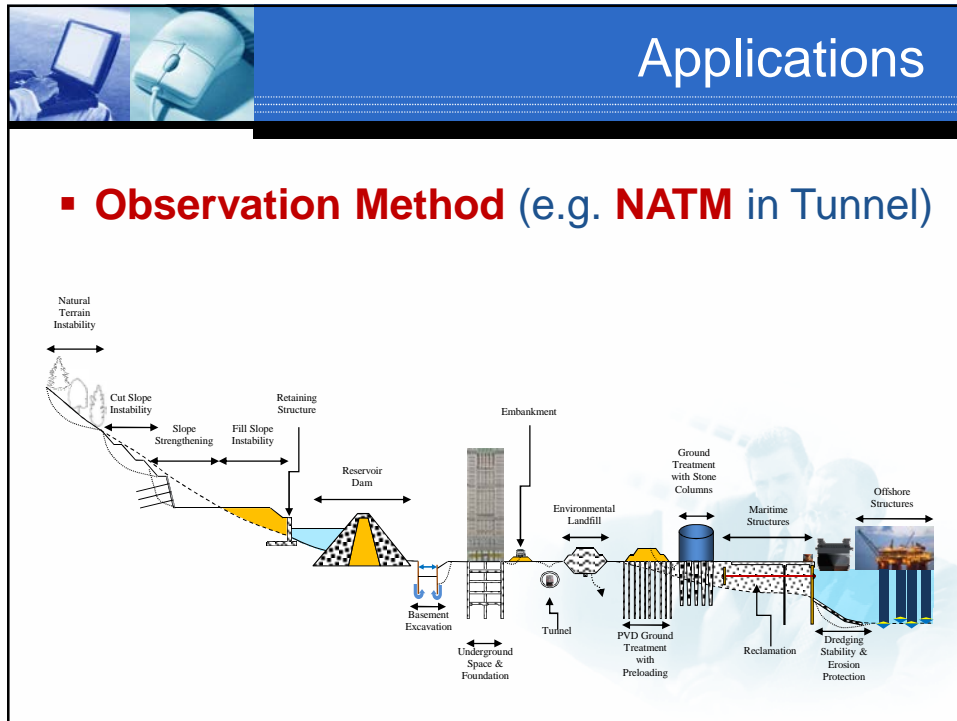 Applications
▪ Observation Method (e.g. NATM in Tunnel)
Natural
Terrain
Instability
Cut Slope
Instability
Slope
Strengthening
Fill Slope
Instability
Retaining
Structure
Reservoir
Dam
Embankment
Environmental
Landfill
Ground
Treatment
with Stone
Columns
Maritime
Structures
Offshore
Structures
Basement
Excavation
Underground
Space &
Foundation
Tunnel
PVD Ground
Treatment
with
Preloading
Reclamation
Dredging
Stability &
Erosion
Protection